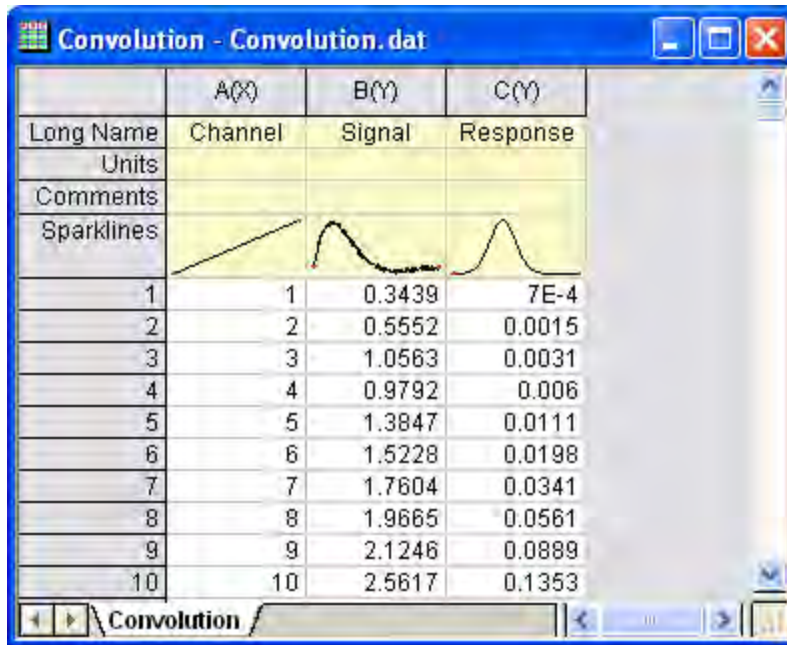 Convolution - Convolution.dat
A(X) B(Y) C(Y)
Long Name Channel Signal Response
Units
Comments
Sparklines
1 1 0.3439 7E-4
2 2 0.5552 0.0015
3 3 1.0563 0.0031
4 4 0.9792 0.006
5 5 1.3847 0.0111
6 6 1.5228 0.0198
7 7 1.7604 0.0341
8 8 1.9665 0.0561
9 9 2.1246 0.0889
10 10 2.5617 0.1353
Convolution